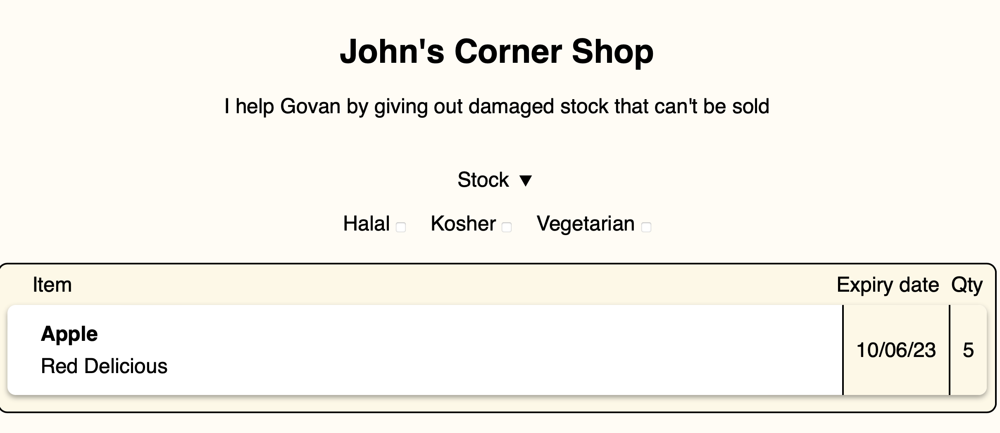 John's Corner Shop
I help Govan by giving out damaged stock that can't be sold
Stock ▼
Halal Kosher Vegetarian
Item Expiry date Qty
Apple
Red Delicious
10/06/23 5